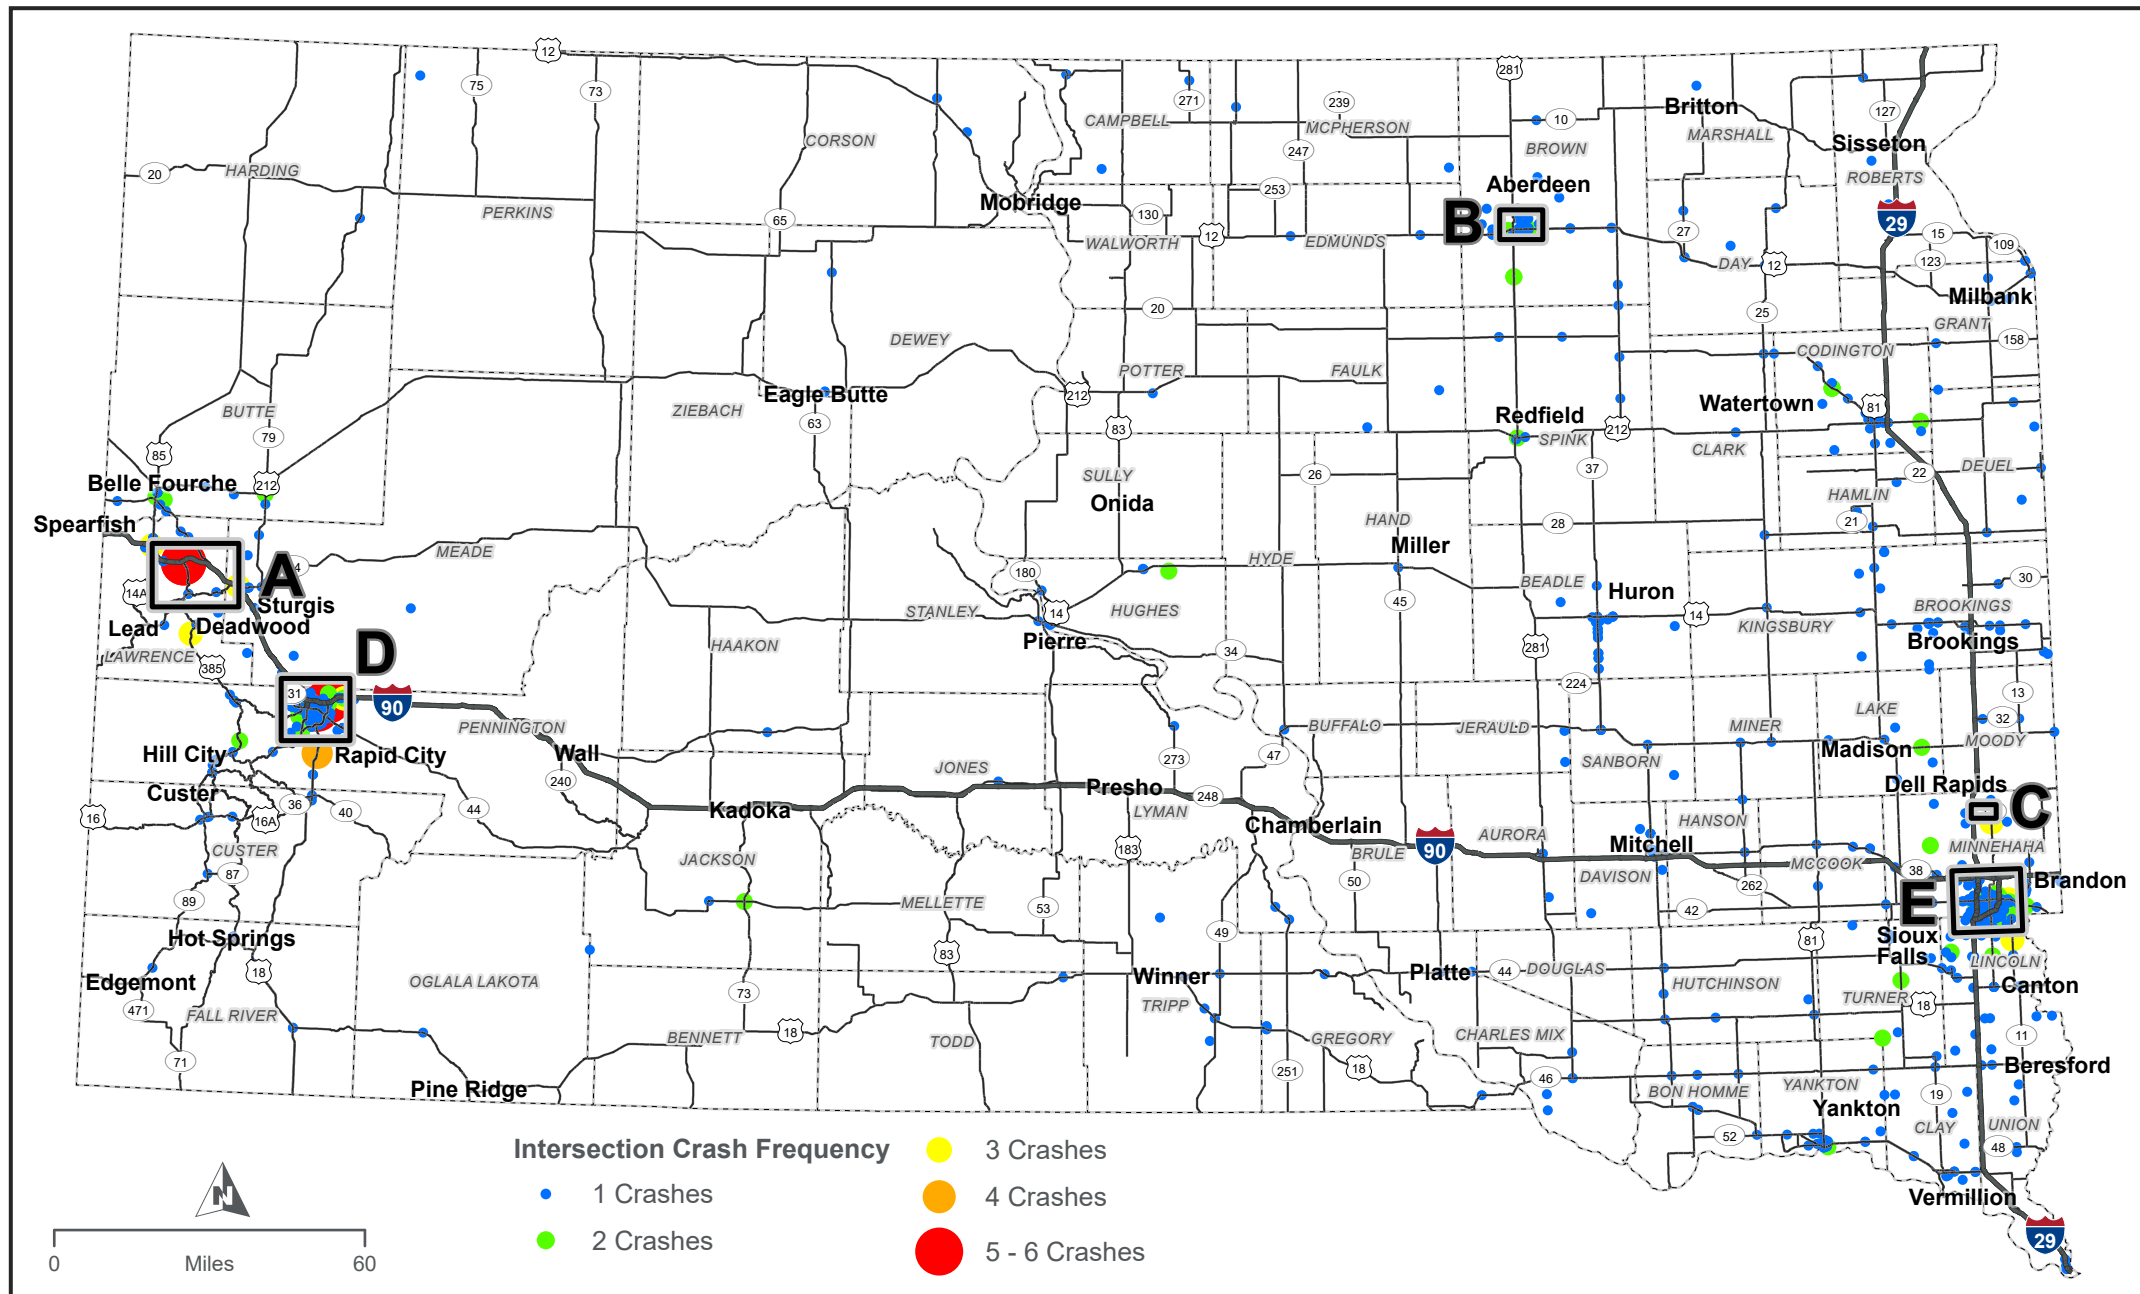 12
281
75
73
271
239
Britton
127
CAMPBELL
MCPHERSON
10
MARSHALL
CORSON
247
BROWN
Sisseton
20
HARDING
253
Aberdeen
ROBERTS
PERKINS
Mobridge
130
65
B
29
WALWORTH
12
EDMUNDS
27
15
109
DAY
12
123
Milbank
20
25
GRANT
DEWEY
158
CODINGTON
POTTER
FAULK
Eagle Butte
212
BUTTE
ZIEBACH
63
Watertown
81
79
83
Redfield
212
SPINK
CLARK
85
DEUEL
37
22
Belle Fourche
212
SULLY
26
HAMLIN
Onida
Spearfish
HAND
28
21
MEADE
HYDE
Miller
A
4
180
BEADLE
30
14A
Huron
Sturgis
STANLEY
14
HUGHES
45
14
BROOKINGS
Lead
Deadwood
KINGSBURY
Pierre
Brookings
HAAKON
281
LAWRENCE
D
34
385
224
31
90
13
LAKE
PENNINGTON
BUFFALO
JERAULD
MINER
32
MOODY
Hill City
Rapid City
Wall
Madison
47
273
SANBORN
240
JONES
Dell Rapids
Presho
Custer
36
248
44
40
Kadoka
LYMAN
C
16
16A
HANSON
Chamberlain
AURORA
183
90
Mitchell
MINNEHAHA
CUSTER
JACKSON
BRULE
MCCOOK
87
38
50
DAVISON
Brandon
262
89
MELLETTE
53
42
E
49
Hot Springs
81
Sioux
Falls
83
LINCOLN
18
44
DOUGLAS
Edgemont
OGLALA LAKOTA
Winner
Platte
HUTCHINSON
Canton
73
TURNER
18
471
FALL RIVER
TRIPP
18
BENNETT
TODD
GREGORY
CHARLES MIX
11
71
18
251
Beresford
46
Pine Ridge
BON HOMME
YANKTON
19
Yankton
CLAY
UNION
52
48
Vermillion
29
Intersection Crash Frequency
1 Crashes
2 Crashes
3 Crashes
4 Crashes
5 - 6 Crashes
N
0
Miles
60